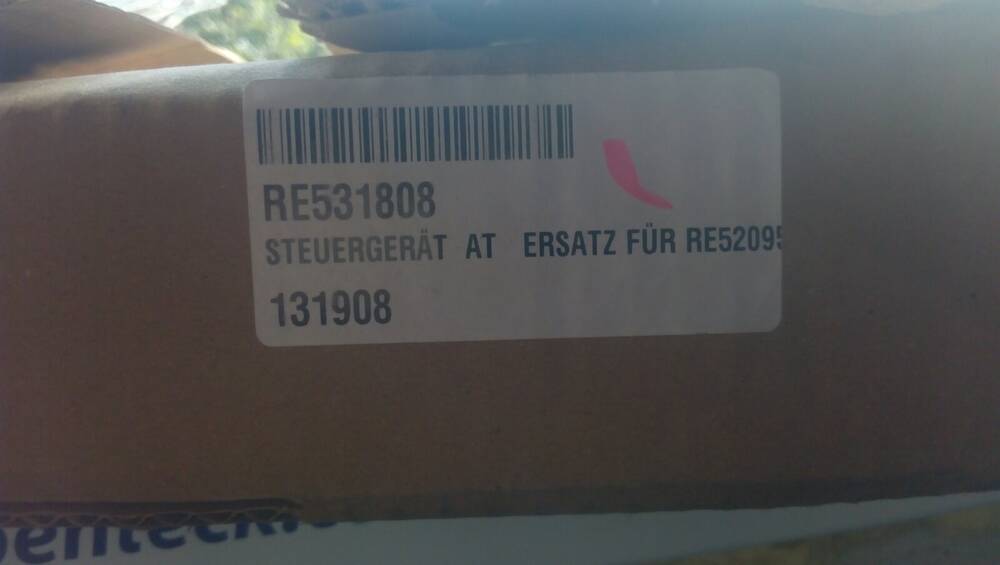 RE531808
STEUERGERÄT AT ERSATZ FÜR RE52095
131908